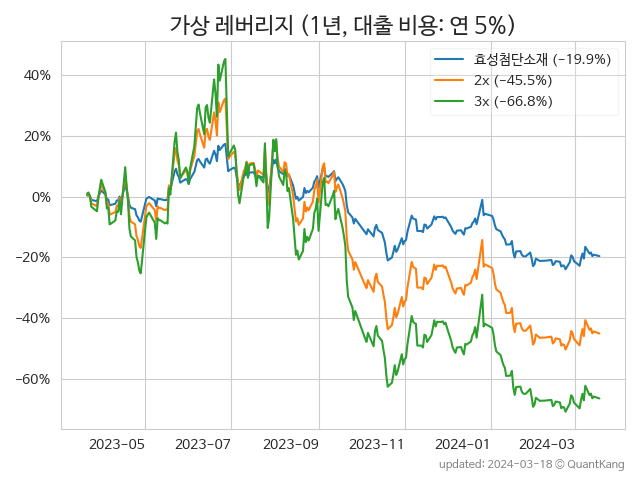 가상 레버리지 (1년, 대출 비용: 연 5%)
효성첨단소재 (−19.9%)
2x (−45.5%)
3x (−66.8%)
40%
20%
0%
−20%
−40%
−60%
2023-05
2023-07
2023-09
2023-11
2024-01
2024-03
updated: 2024-03-18 © QuantKang